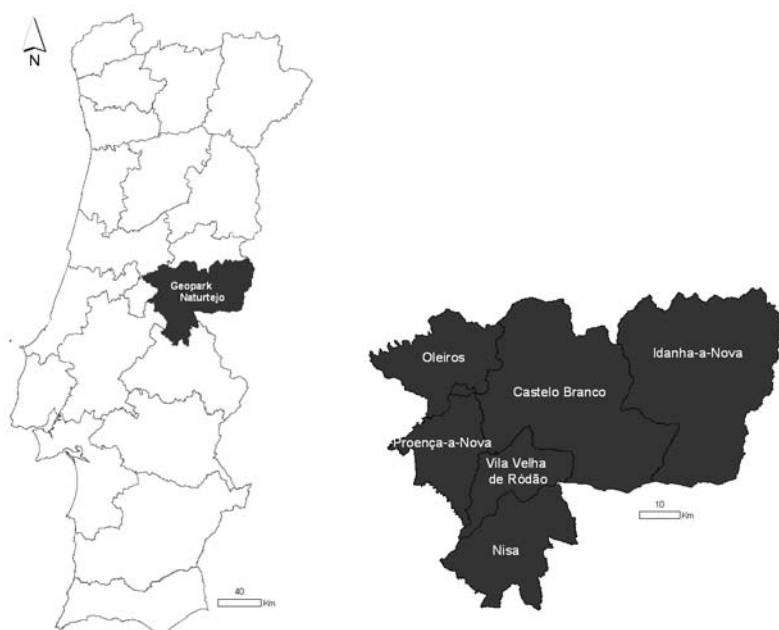 N
Geopark
Naturtejo
40
Km
Oleiros
Idanha-a-Nova
Castelo Branco
Proença-a-Nova
Vila Velha
de Ródão
Nisa
10
Km